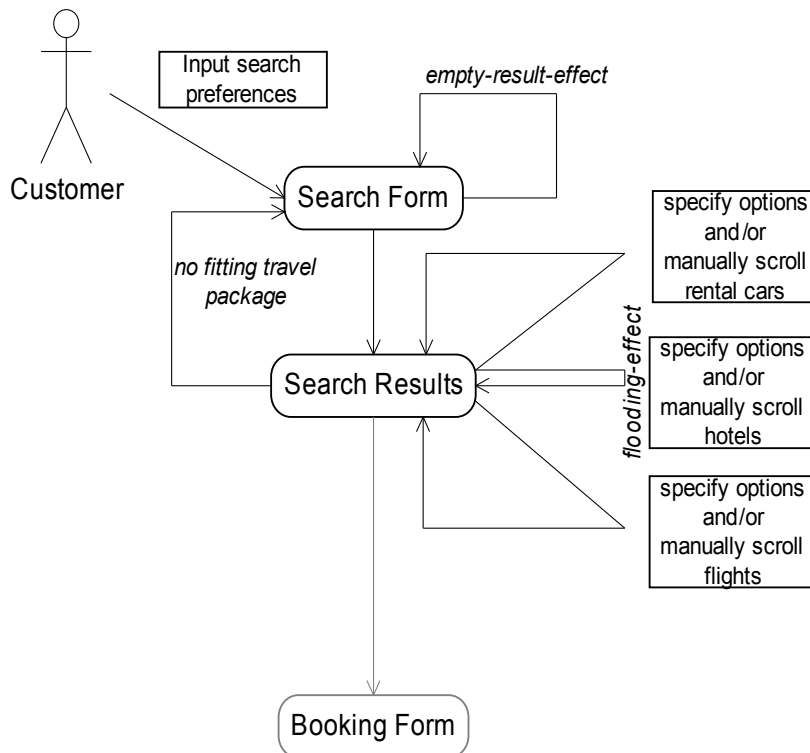 Input search
preferences
empty-result-effect
Customer
Search Form
specify options
and/or
manually scroll
rental cars
no fitting travel
package
flooding-effect
Search Results
specify options
and/or
manually scroll
hotels
specify options
and/or
manually scroll
flights
Booking Form